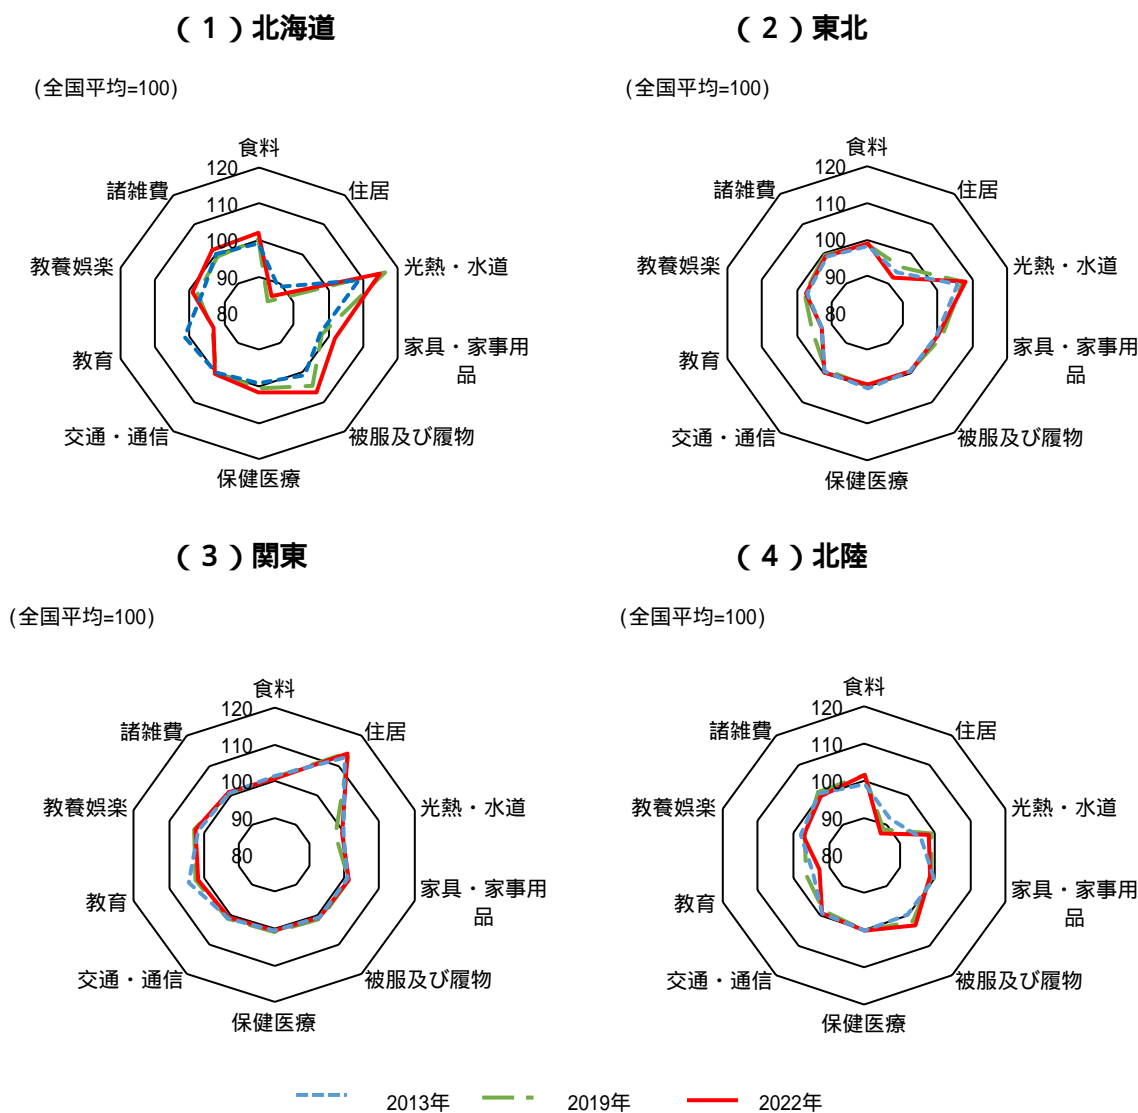 （１）北海道
（２）東北
(全国平均=100)
(全国平均=100)
食料
120
110
100
90
80
住居
光熱・水道
家具・家事用
品
被服及び履物
保健医療
交通・通信
教育
教養娯楽
諸雑費
食料
120
110
100
90
80
住居
光熱・水道
家具・家事用
品
被服及び履物
保健医療
交通・通信
教育
教養娯楽
諸雑費
（３）関東
（４）北陸
(全国平均=100)
(全国平均=100)
食料
120
110
100
90
80
住居
光熱・水道
家具・家事用
品
被服及び履物
保健医療
交通・通信
教育
教養娯楽
諸雑費
食料
120
110
100
90
80
住居
光熱・水道
家具・家事用
品
被服及び履物
保健医療
交通・通信
教育
教養娯楽
諸雑費
2013年
2019年
2022年